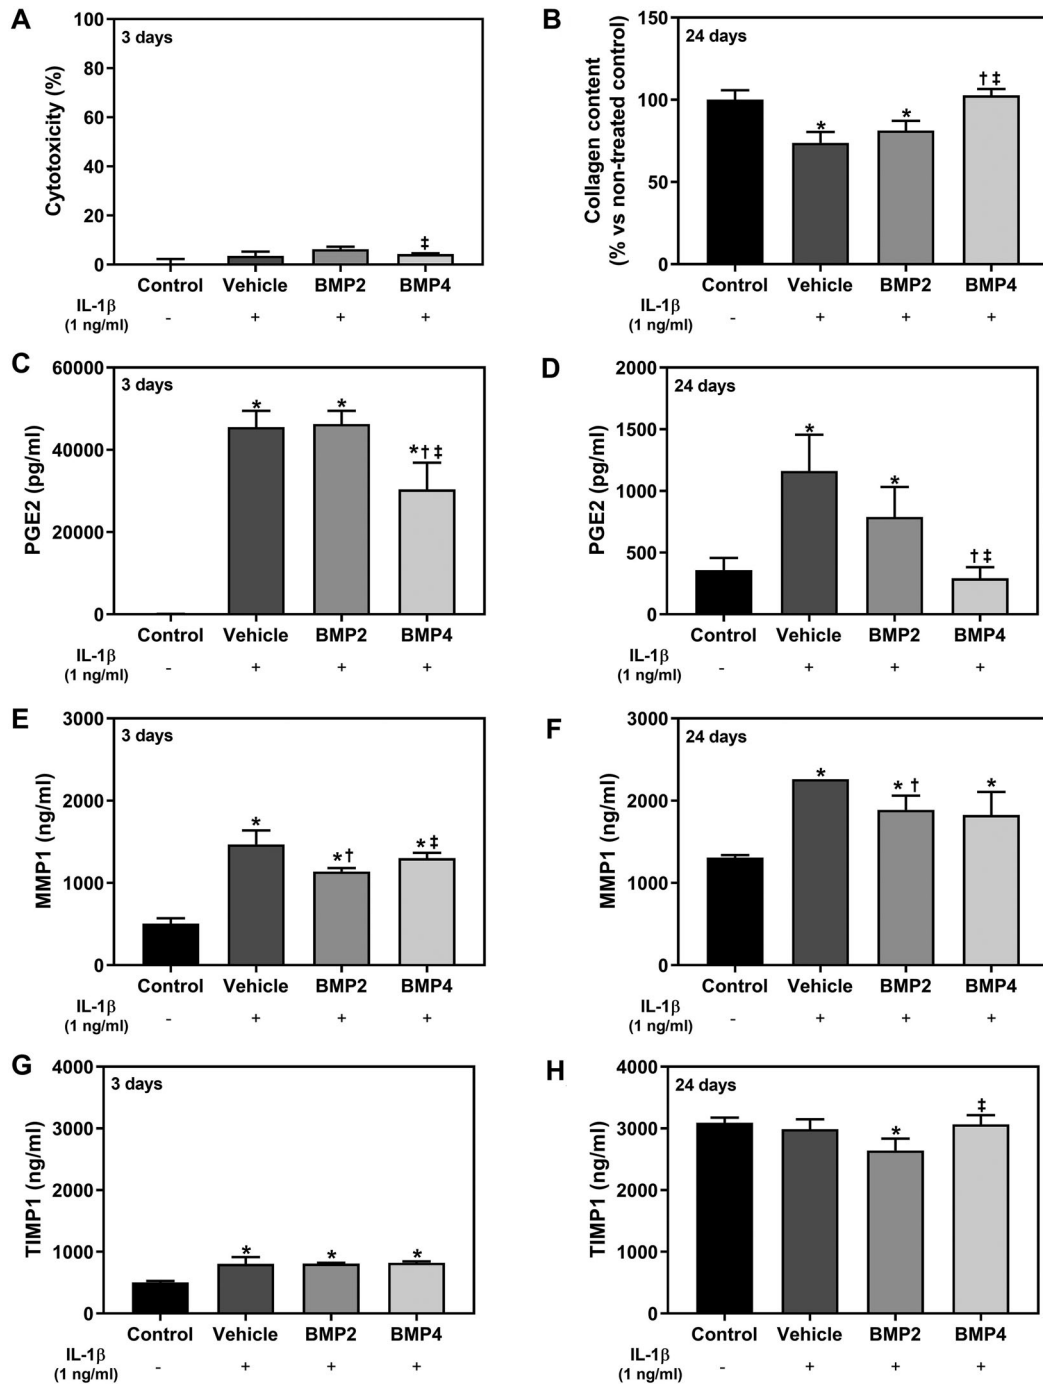 A
3 days
Cytotoxicity (%)
100
80
60
40
20
0
‡
Control Vehicle BMP2 BMP4
IL-1β
(1 ng/ml) - + + +
B
24 days
Collagen content
(% vs non-treated control)
150
100
50
0
* * †‡
Control Vehicle BMP2 BMP4
IL-1β
(1 ng/ml) - + + +
C
3 days
PGE2 (pg/ml)
60000
40000
20000
0
* * *†‡
Control Vehicle BMP2 BMP4
IL-1β
(1 ng/ml) - + + +
D
24 days
PGE2 (pg/ml)
2000
1500
1000
500
0
* * †‡
Control Vehicle BMP2 BMP4
IL-1β
(1 ng/ml) - + + +
E
3 days
MMP1 (ng/ml)
3000
2000
1000
0
* *† *‡
Control Vehicle BMP2 BMP4
IL-1β
(1 ng/ml) - + + +
F
24 days
MMP1 (ng/ml)
3000
2000
1000
0
* *† *
Control Vehicle BMP2 BMP4
IL-1β
(1 ng/ml) - + + +
G
3 days
TIMP1 (ng/ml)
4000
3000
2000
1000
0
* * *
Control Vehicle BMP2 BMP4
IL-1β
(1 ng/ml) - + + +
H
24 days
TIMP1 (ng/ml)
4000
3000
2000
1000
0
* ‡
Control Vehicle BMP2 BMP4
IL-1β
(1 ng/ml) - + + +